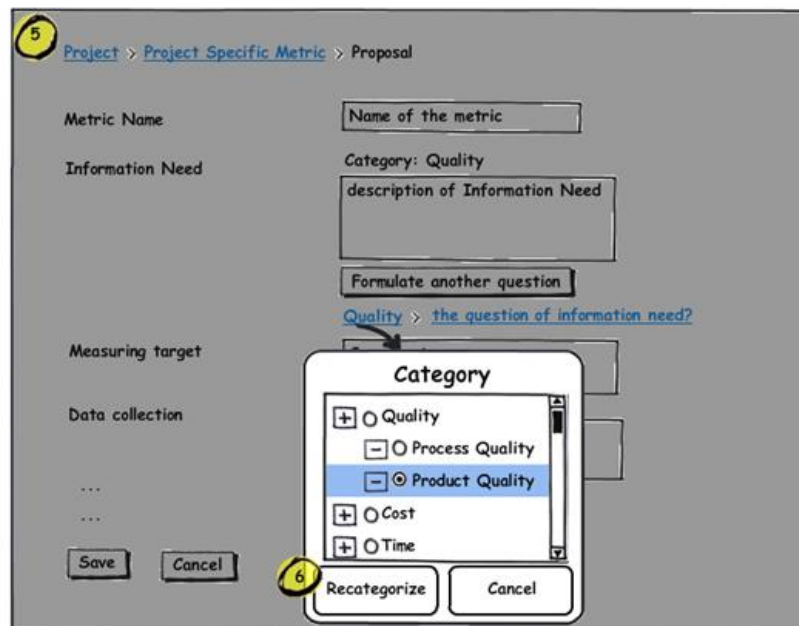 5
Project > Project Specific Metric > Proposal
Metric Name
Name of the metric
Information Need
Category: Quality
description of Information Need
Formulate another question
Quality > the question of information need?
Measuring target
Data collection
Category
+ Quality
- Process Quality
- Product Quality
+ Cost
+ Time
...
...
Save
Cancel
6
Recategorize
Cancel